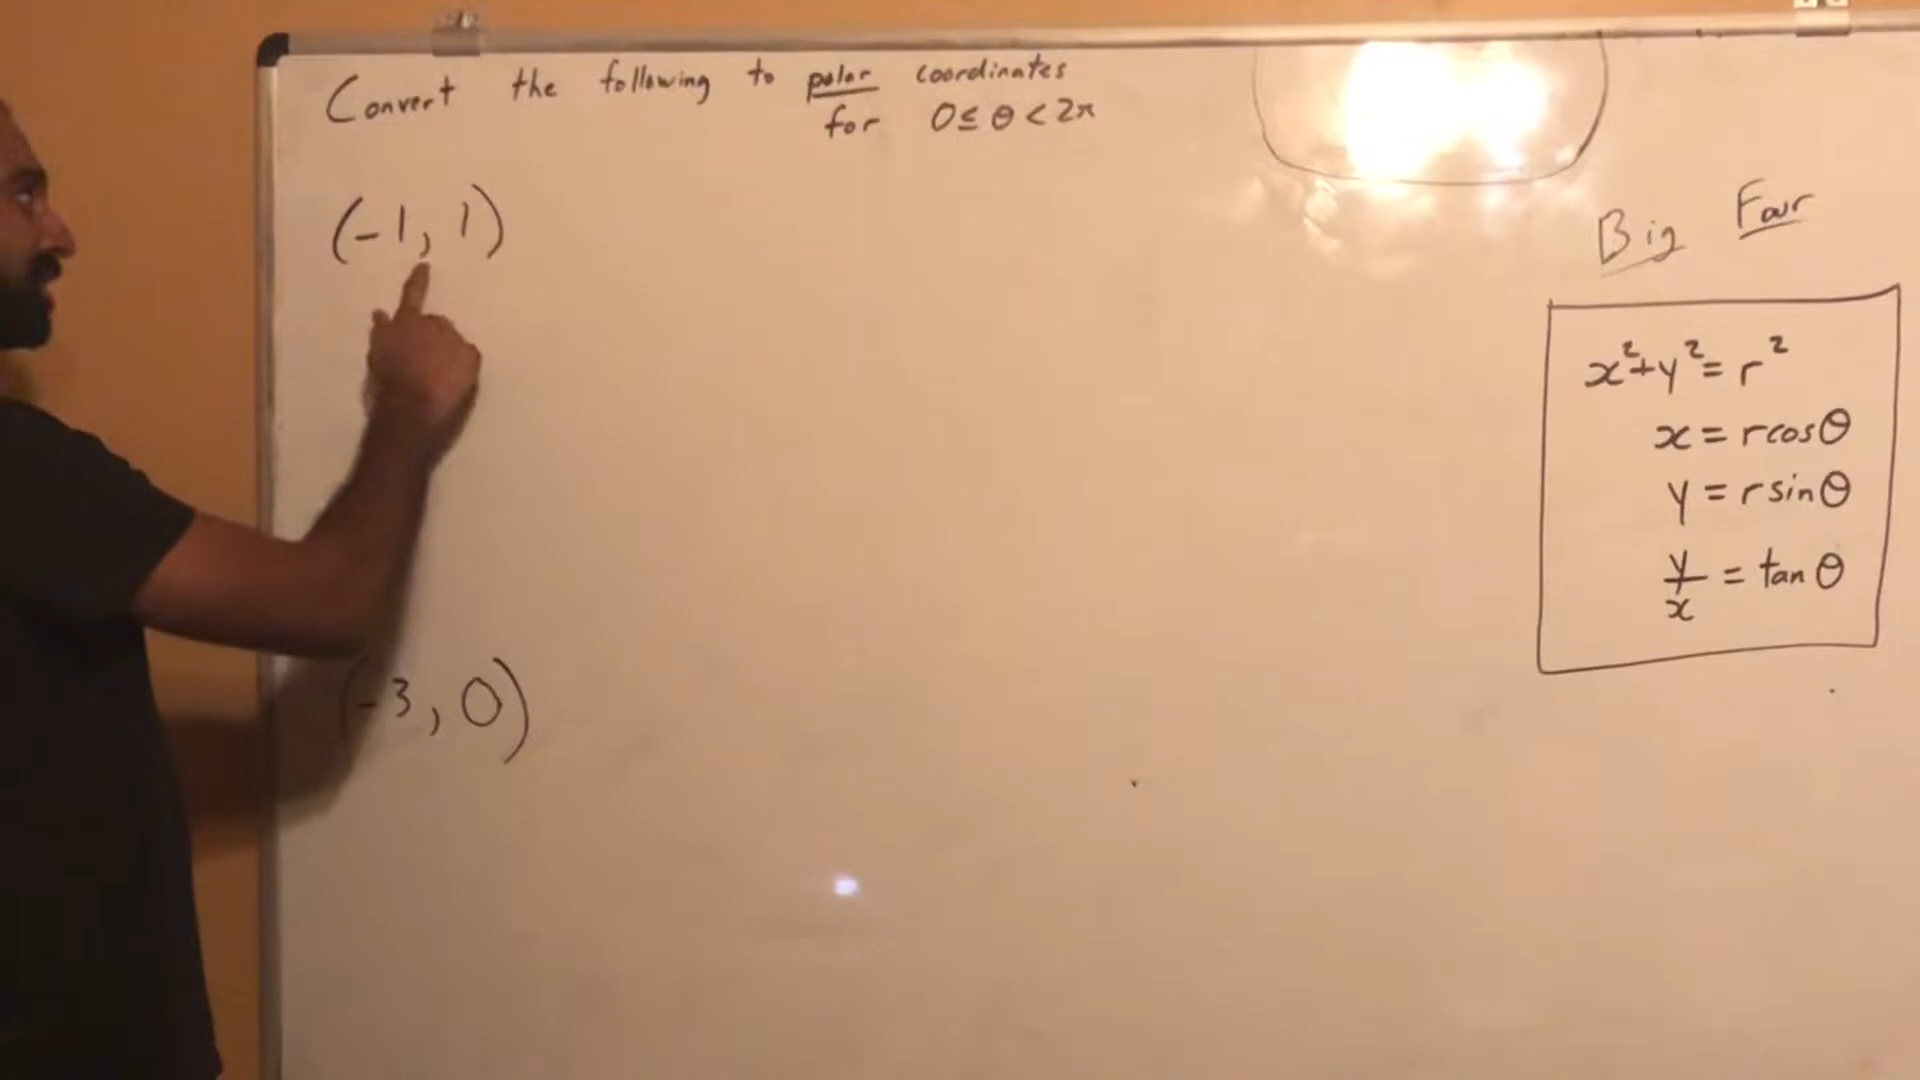 Convert the following to polar coordinates
for 0 ≤ θ < 2π
(-1, 1)
(-3, 0)
Big Four
x²+y²= r²
x = rcosθ
y = rsinθ
y/x = tan θ